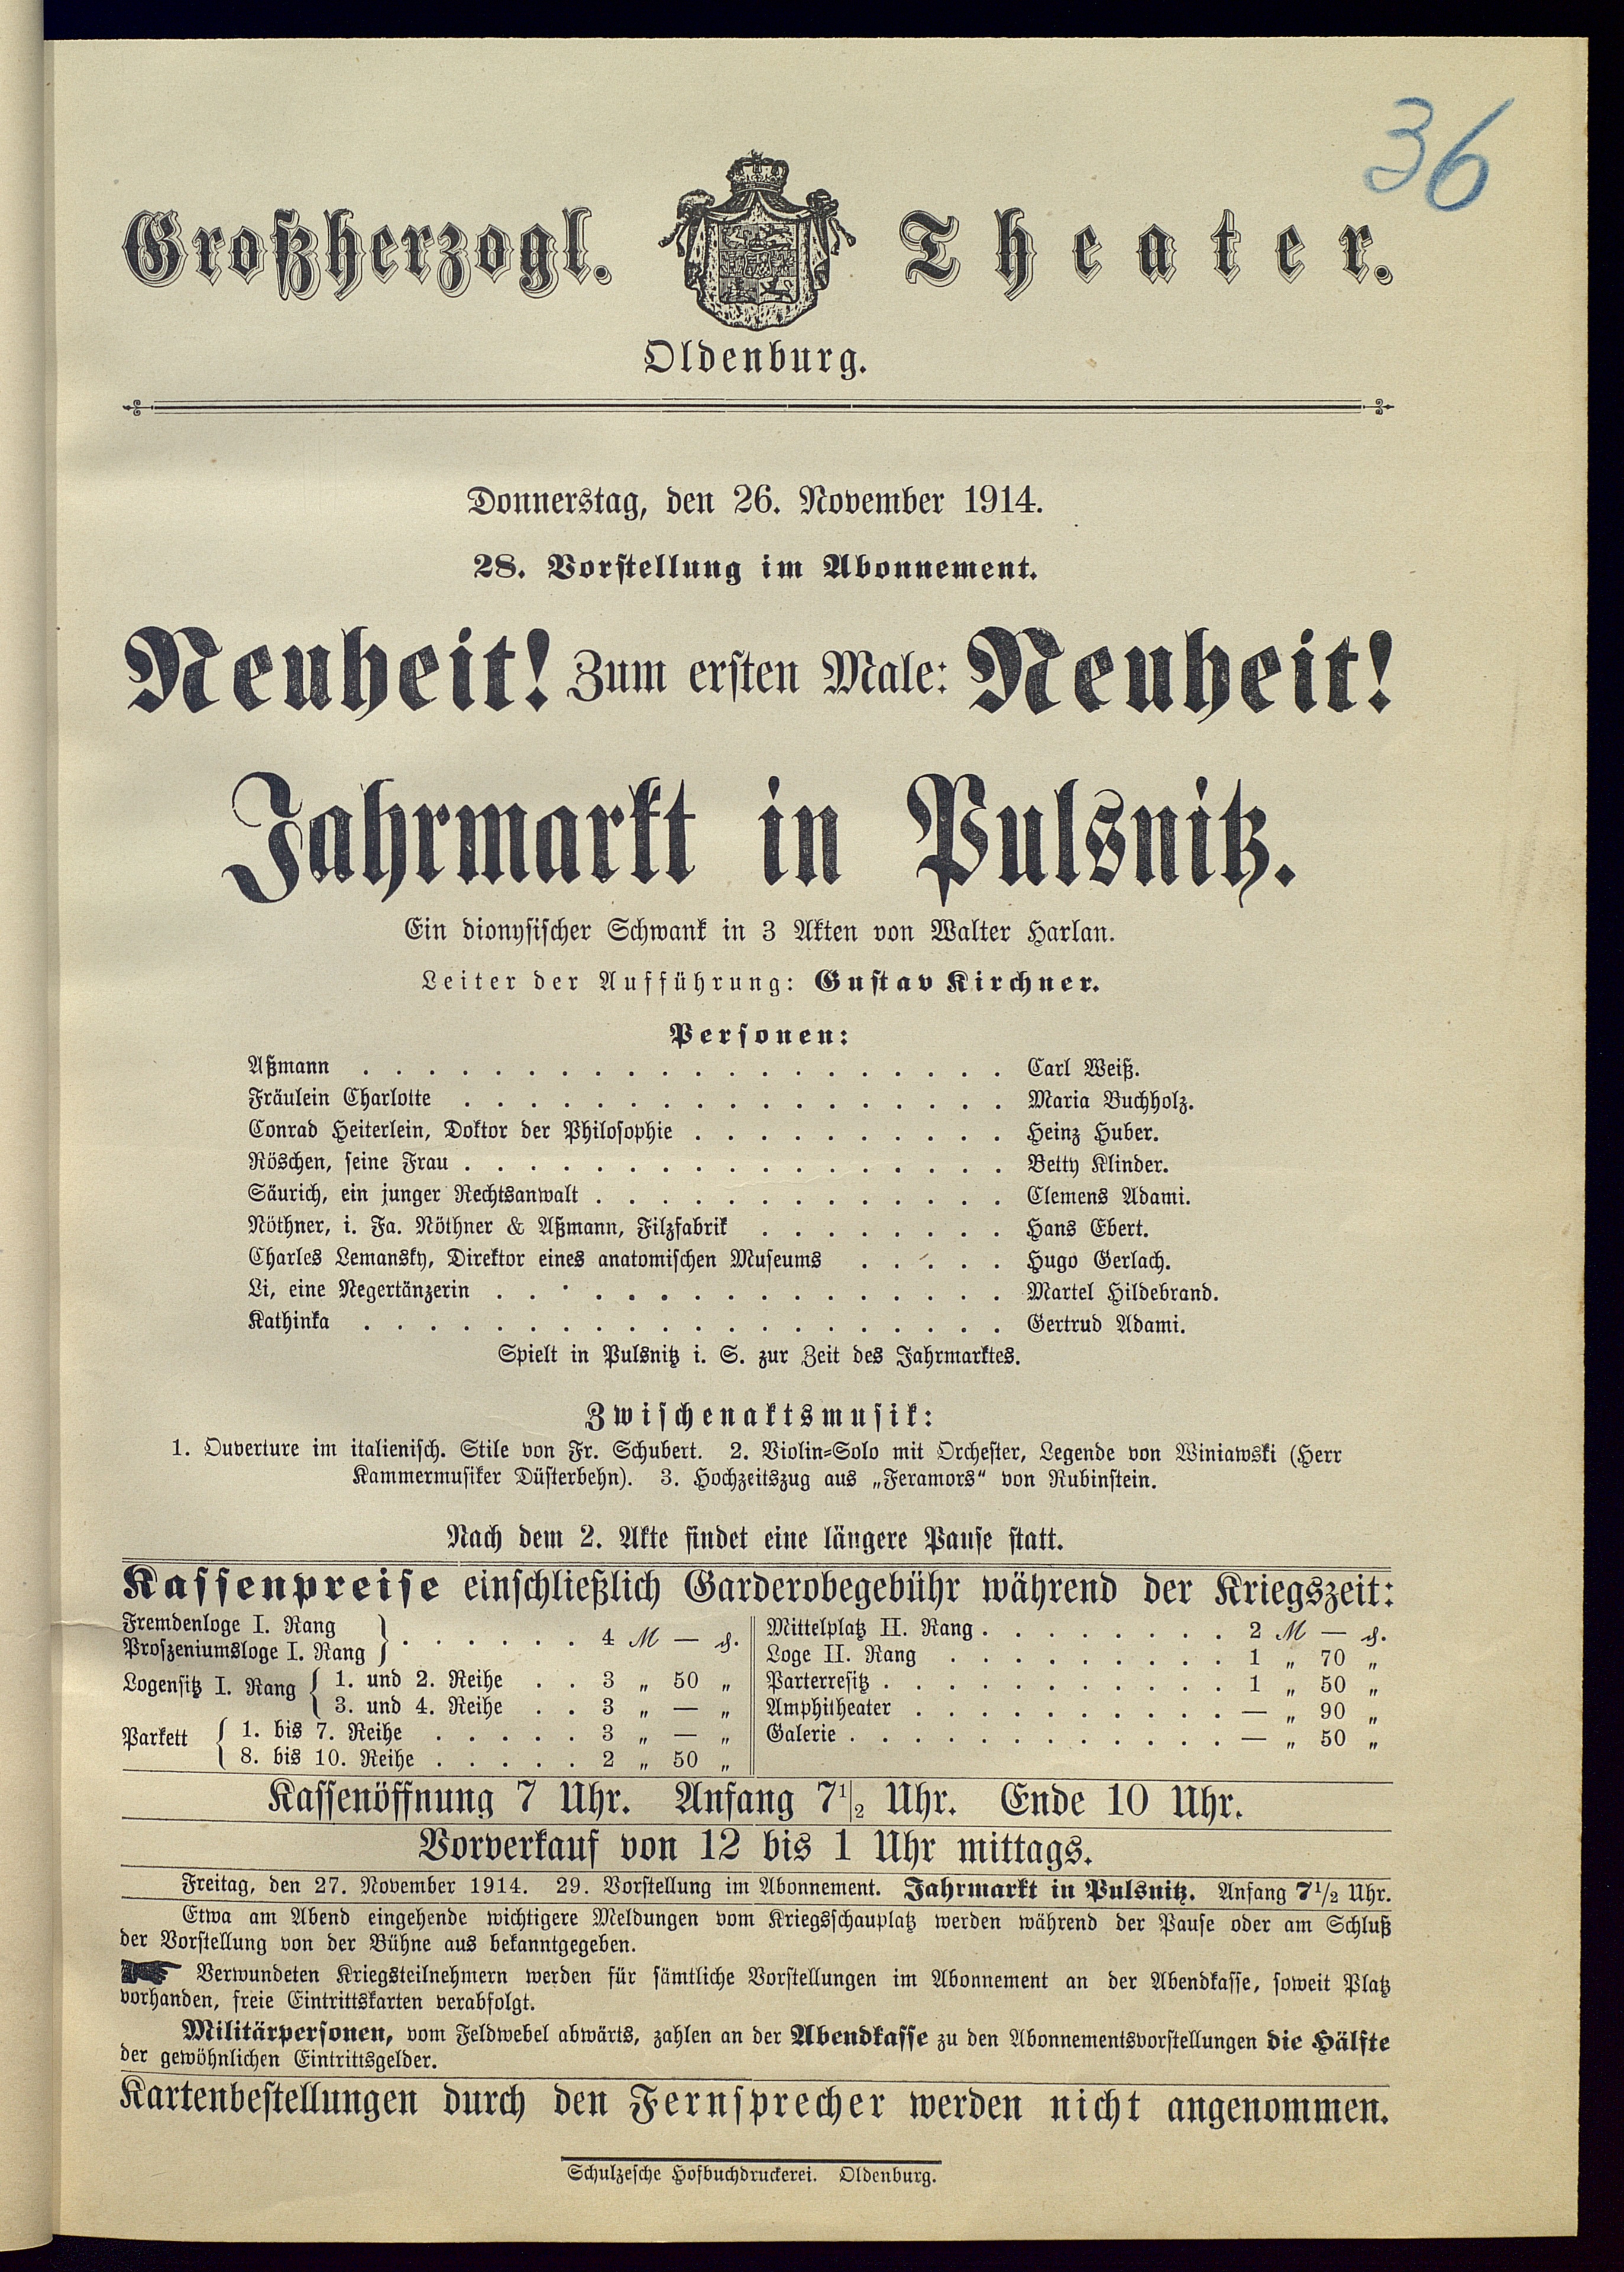 36
Großherzogl. Theater.
Oldenburg.
Donnerstag, den 26. November 1914.
28. Vorstellung im Abonnement.
Neuheit! Zum ersten Male: Neuheit!
Jahrmarkt in Pulsnitz.
Ein dionysischer Schwank in 3 Akten von Walter Harlan.
Leiter der Aufführung: Gustav Kirchner.
Personen:
Aßmann . . . . . . . . . . . . . . . . . . . . Carl Weiß.
Fräulein Charlotte . . . . . . . . . . . . . . . . . Maria Buchholz.
Conrad Heiterlein, Doktor der Philosophie . . . . . . . . . . Heinz Huber.
Röschen, seine Frau . . . . . . . . . . . . . . . . . Betty Klinder.
Säurich, ein junger Rechtsanwalt . . . . . . . . . . . . . Clemens Adami.
Nöthner, i. Fa. Nöthner & Aßmann, Filzfabrik . . . . . . . . Hans Ebert.
Charles Lemansky, Direktor eines anatomischen Museums . . . . . Hugo Gerlach.
Li, eine Negertänzerin . . . . . . . . . . . . . . . . Martel Hildebrand.
Kathinka . . . . . . . . . . . . . . . . . . . . Gertrud Adami.
Spielt in Pulsnitz i. S. zur Zeit des Jahrmarktes.
Zwischenaktsmusik:
1. Ouverture im italienisch. Stile von Fr. Schubert. 2. Violin-Solo mit Orchester, Legende von Winiawski (Herr
Kammermusiker Düsterbehn). 3. Hochzeitszug aus „Feramors“ von Rubinstein.
Nach dem 2. Akte findet eine längere Pause statt.
Kassenpreise einschließlich Garderobegebühr während der Kriegszeit:
Fremdenloge I. Rang
Proszeniumsloge I. Rang } . . . . . . 4 M — ₰.
Logensitz I. Rang { 1. und 2. Reihe . . 3 „ 50 „
3. und 4. Reihe . . 3 „ — „
Parkett { 1. bis 7. Reihe . . . . . 3 „ — „
8. bis 10. Reihe . . . . . 2 „ 50 „
Mittelplatz II. Rang . . . . . . . . 2 M — ₰.
Loge II. Rang . . . . . . . . . 1 „ 70 „
Parterresitz . . . . . . . . . . . 1 „ 50 „
Amphitheater . . . . . . . . . . — „ 90 „
Galerie . . . . . . . . . . . . — „ 50 „
Kassenöffnung 7 Uhr. Anfang 7½ Uhr. Ende 10 Uhr.
Vorverkauf von 12 bis 1 Uhr mittags.
Freitag, den 27. November 1914. 29. Vorstellung im Abonnement. Jahrmarkt in Pulsnitz. Anfang 7½ Uhr.
Etwa am Abend eingehende wichtigere Meldungen vom Kriegsschauplatz werden während der Pause oder am Schluß
der Vorstellung von der Bühne aus bekanntgegeben.
☛ Verwundeten Kriegsteilnehmern werden für sämtliche Vorstellungen im Abonnement an der Abendkasse, soweit Platz
vorhanden, freie Eintrittskarten verabfolgt.
Militärpersonen, vom Feldwebel abwärts, zahlen an der Abendkasse zu den Abonnementsvorstellungen die Hälfte
der gewöhnlichen Eintrittsgelder.
Kartenbestellungen durch den Fernsprecher werden nicht angenommen.
Schulzesche Hofbuchdruckerei. Oldenburg.